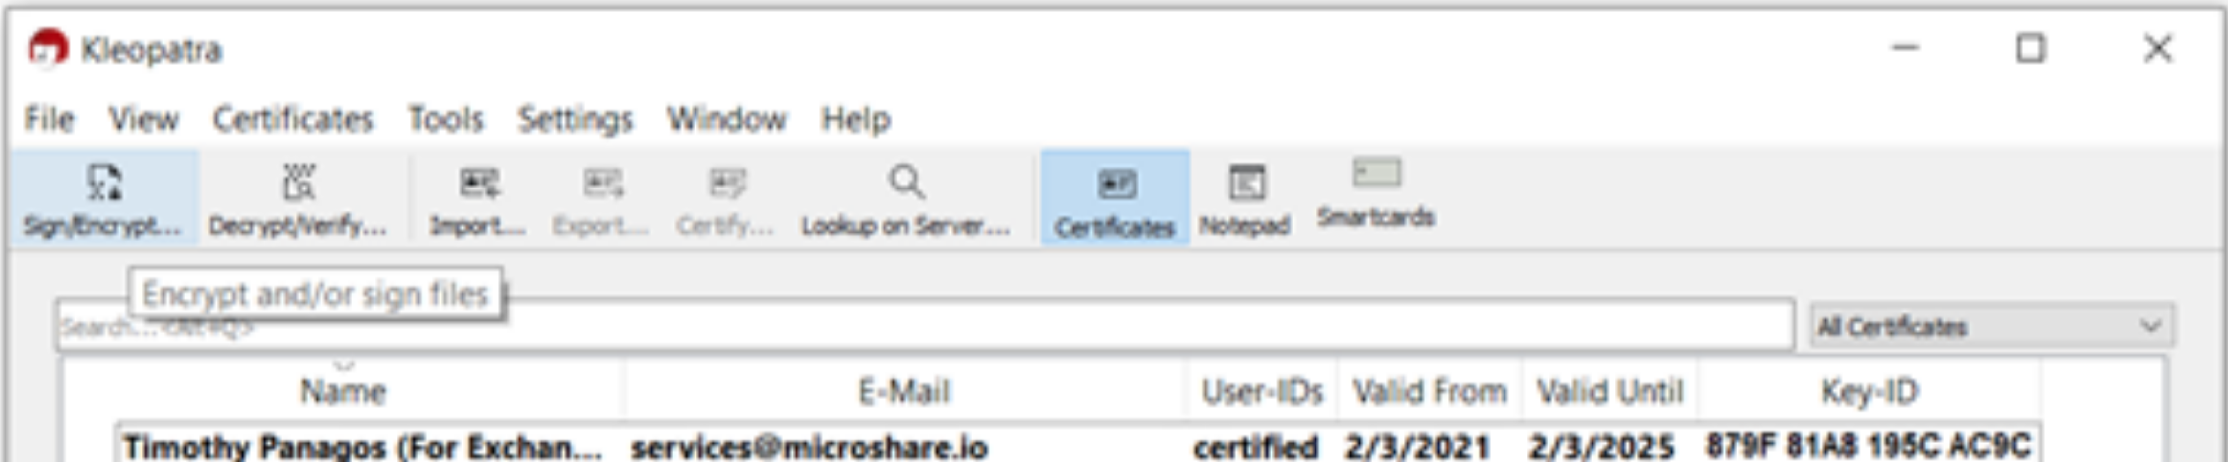 Kleopatra
File View Certificates Tools Settings Window Help
Sign/Encrypt... Decrypt/Verify... Import... Export... Certify... Lookup on Server... Certificates Notepad Smartcards
Encrypt and/or sign files
Search...<Alt+Q> All Certificates
Name E-Mail User-IDs Valid From Valid Until Key-ID
Timothy Panagos (For Exchan... services@microshare.io certified 2/3/2021 2/3/2025 879F 81A8 195C AC9C